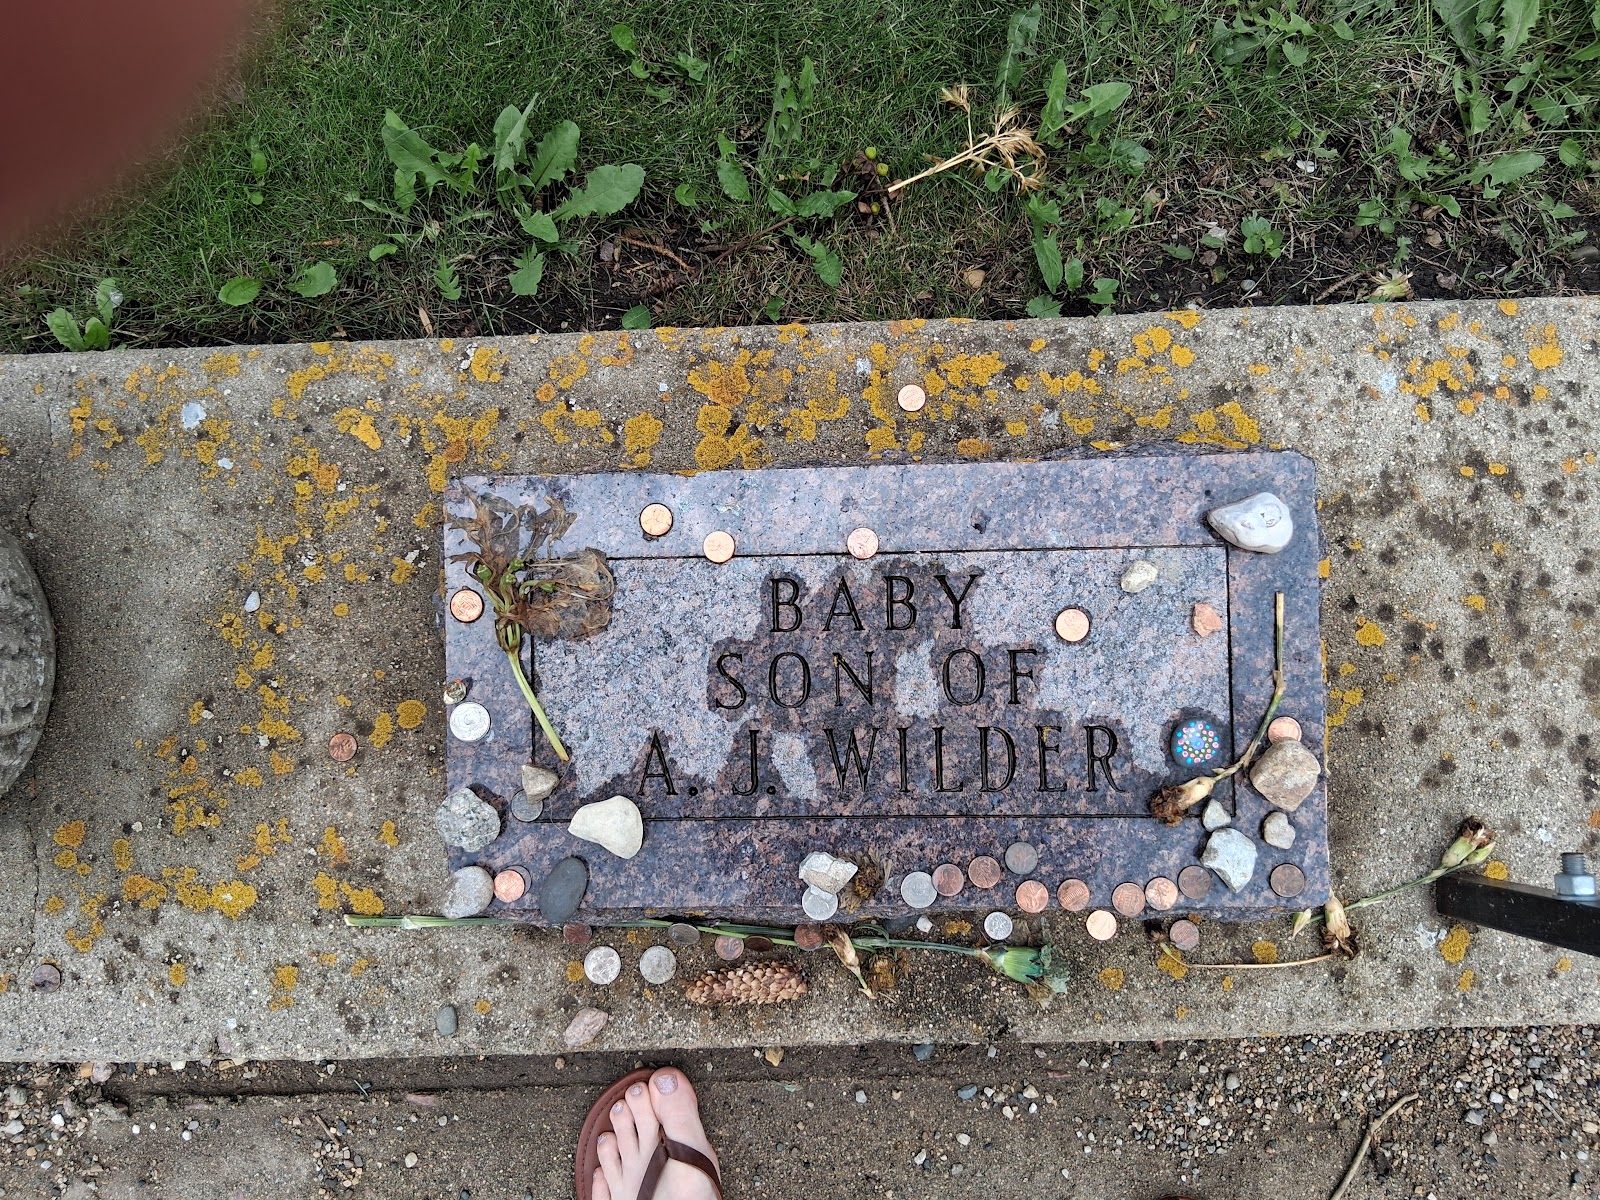 BABY
SON OF
A. J. WILDER